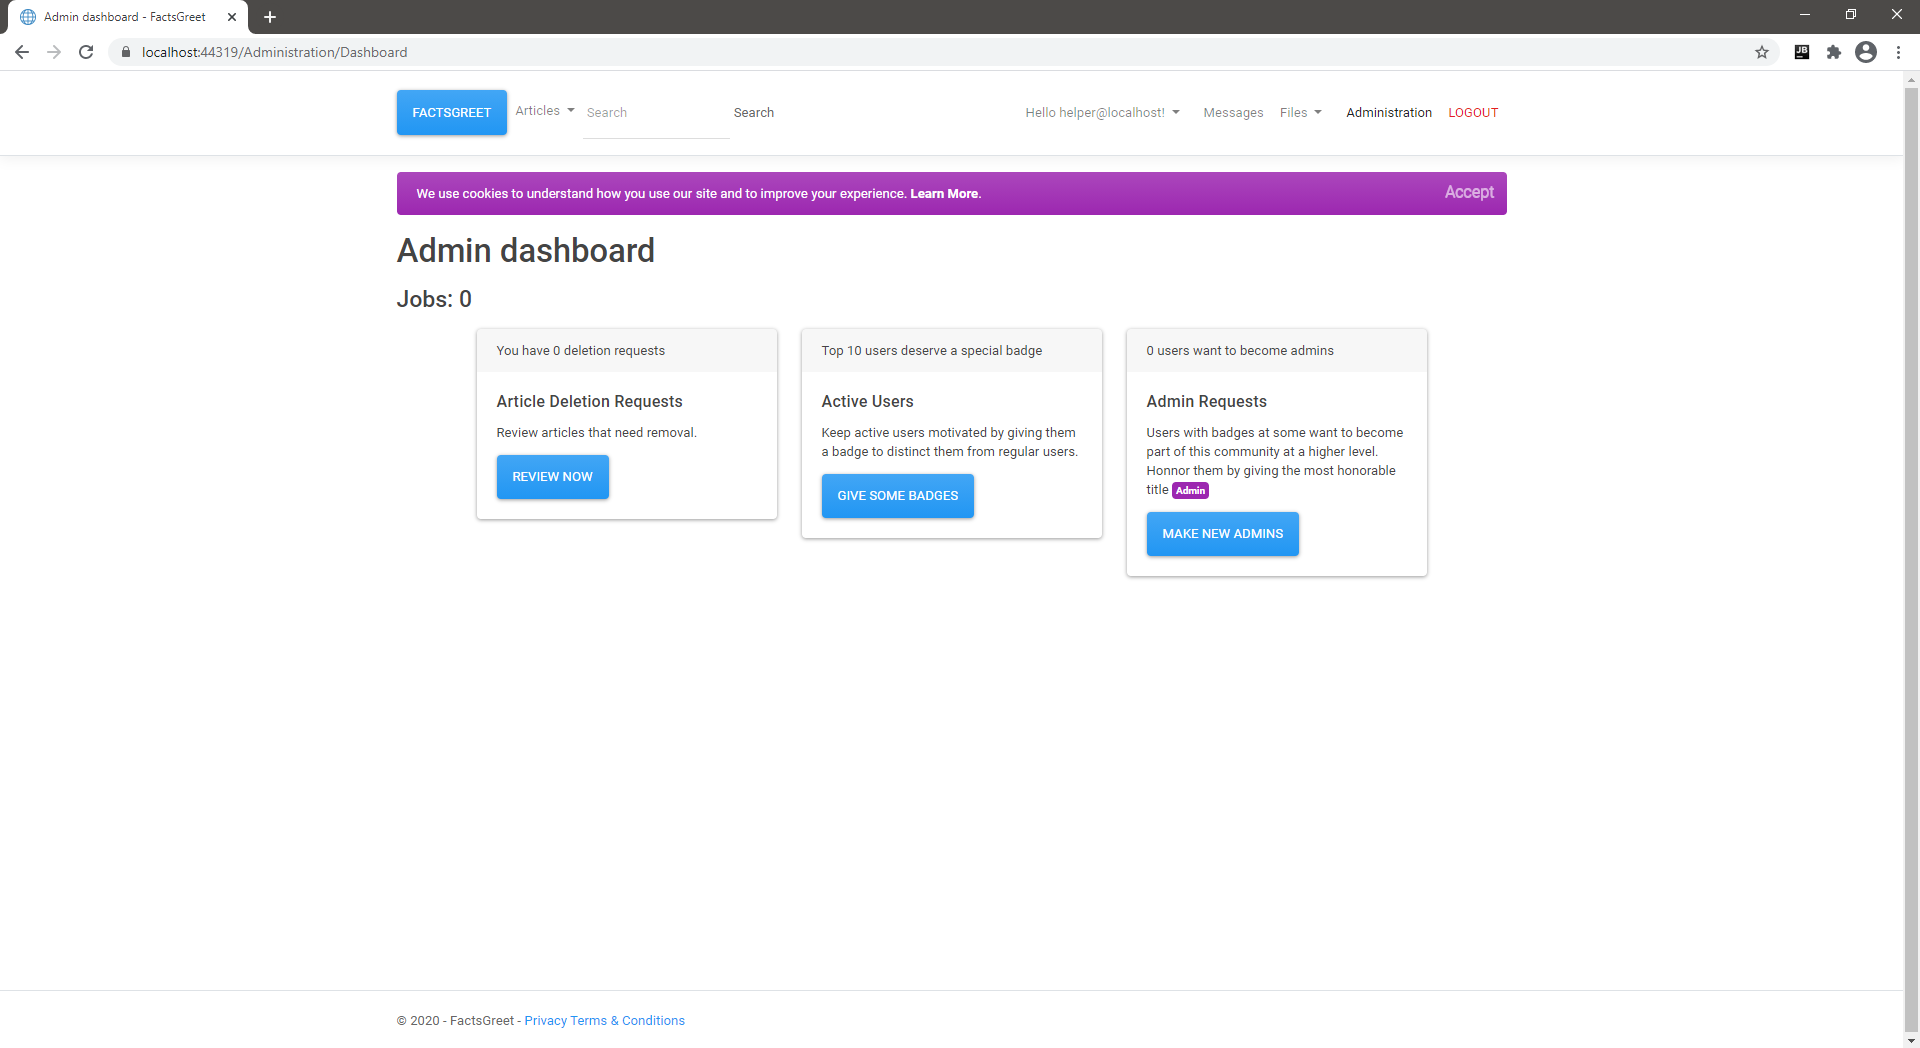 Admin dashboard - FactsGreet
localhost:44319/Administration/Dashboard
JB
FACTSGREET Articles Search Search Hello helper@localhost! Messages Files Administration LOGOUT
We use cookies to understand how you use our site and to improve your experience. Learn More. Accept
Admin dashboard
Jobs: 0
You have 0 deletion requests
Article Deletion Requests
Review articles that need removal.
REVIEW NOW
Top 10 users deserve a special badge
Active Users
Keep active users motivated by giving them
a badge to distinct them from regular users.
GIVE SOME BADGES
0 users want to become admins
Admin Requests
Users with badges at some want to become
part of this community at a higher level.
Honnor them by giving the most honorable
title Admin
MAKE NEW ADMINS
© 2020 - FactsGreet - Privacy Terms & Conditions